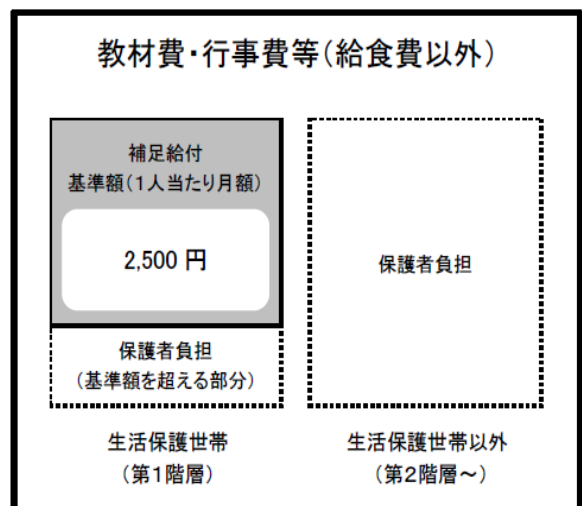 教材費・行事費等(給食費以外)
補足給付
基準額(1人当たり月額)
2,500 円
保護者負担
(基準額を超える部分)
保護者負担
生活保護世帯
(第1階層)
生活保護世帯以外
(第2階層～)